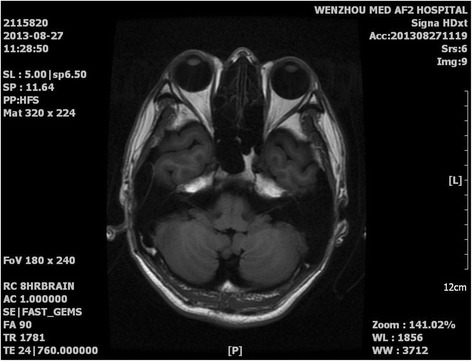 WENZHOU MED AF2 HOSPITAL
2115820
Signa HDxt
2013-08-27
Acc:201308271119
11:28:50
Srs:6
Img:9
SL : 5.00|sp6.50
SP : 11.64
PP:HFS
Mat 320 x 224
[L]
FoV 180 x 240
12cm
RC 8HRBRAIN
AC 1.000000
SE|FAST_GEMS
FA 90
Zoom : 141.02%
TR 1781
WL : 1856
TE 24|760.000000
[P]
WW : 3712